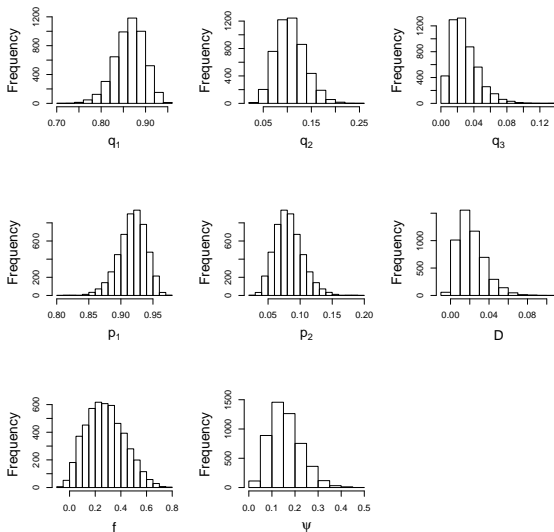 Frequency
0 400 800 1200
0.70 0.80 0.90
q1
Frequency
0 400 800 1200
0.05 0.15 0.25
q2
Frequency
0 400 800 1200
0.00 0.04 0.08 0.12
q3
Frequency
0 200 400 600 800
0.80 0.85 0.90 0.95
p1
Frequency
0 200 400 600 800
0.05 0.10 0.15 0.20
p2
Frequency
0 500 1000
0.00 0.04 0.08
D
Frequency
0 200 400 600
0.0 0.2 0.4 0.6 0.8
f
Frequency
0 500 1000 1500
0.0 0.1 0.2 0.3 0.4 0.5
ψ